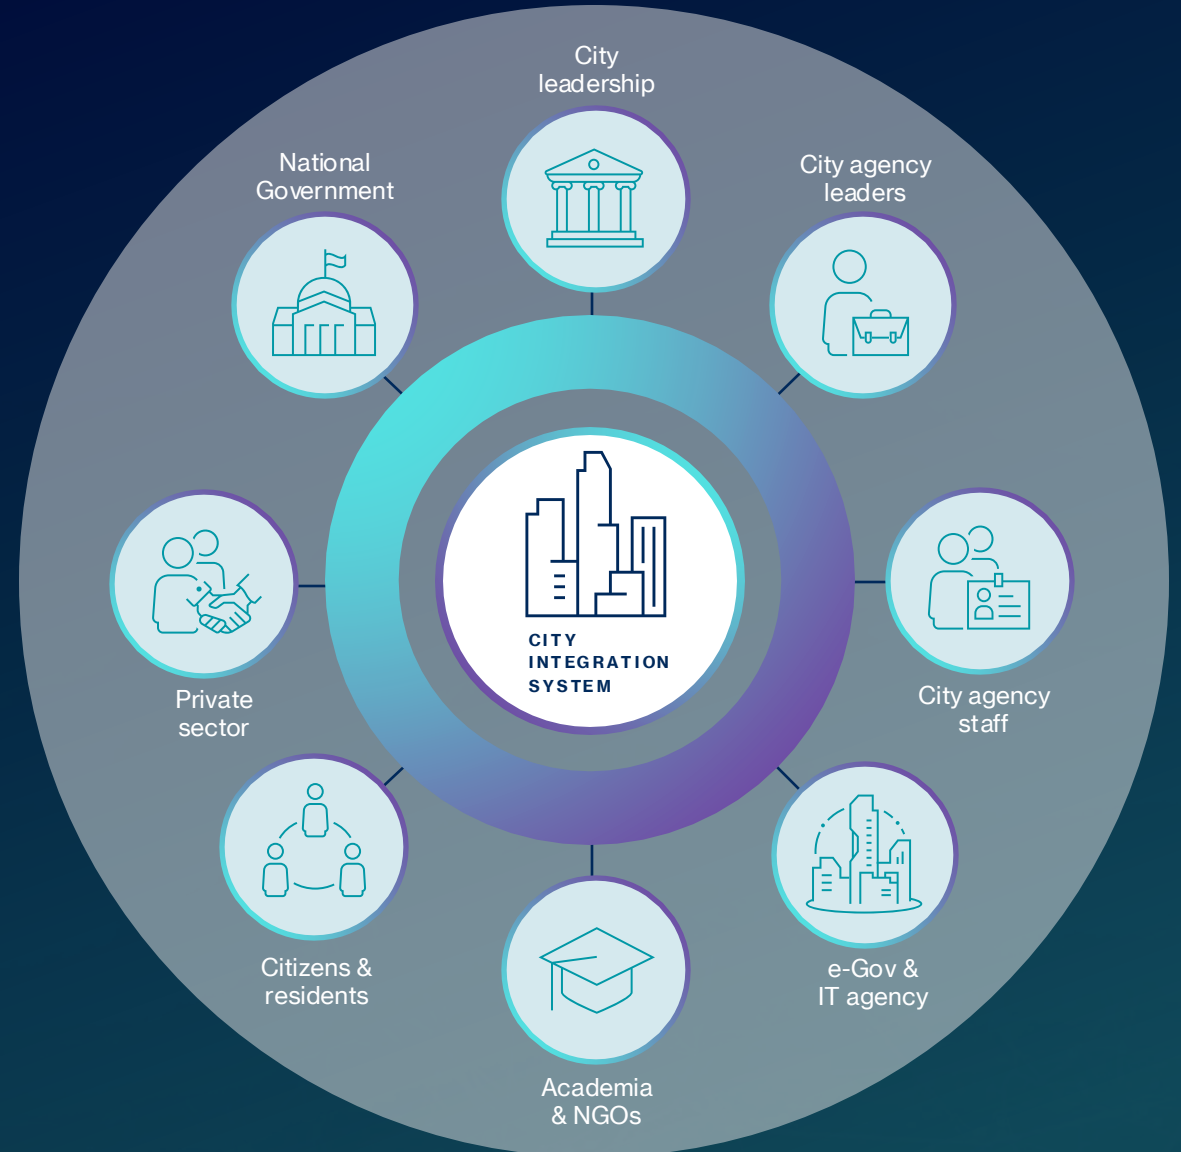 City
leadership
National
Government
City agency
leaders
CITY
INTEGRATION
SYSTEM
Private
sector
City agency
staff
Citizens &
residents
e-Gov &
IT agency
Academia
& NGOs